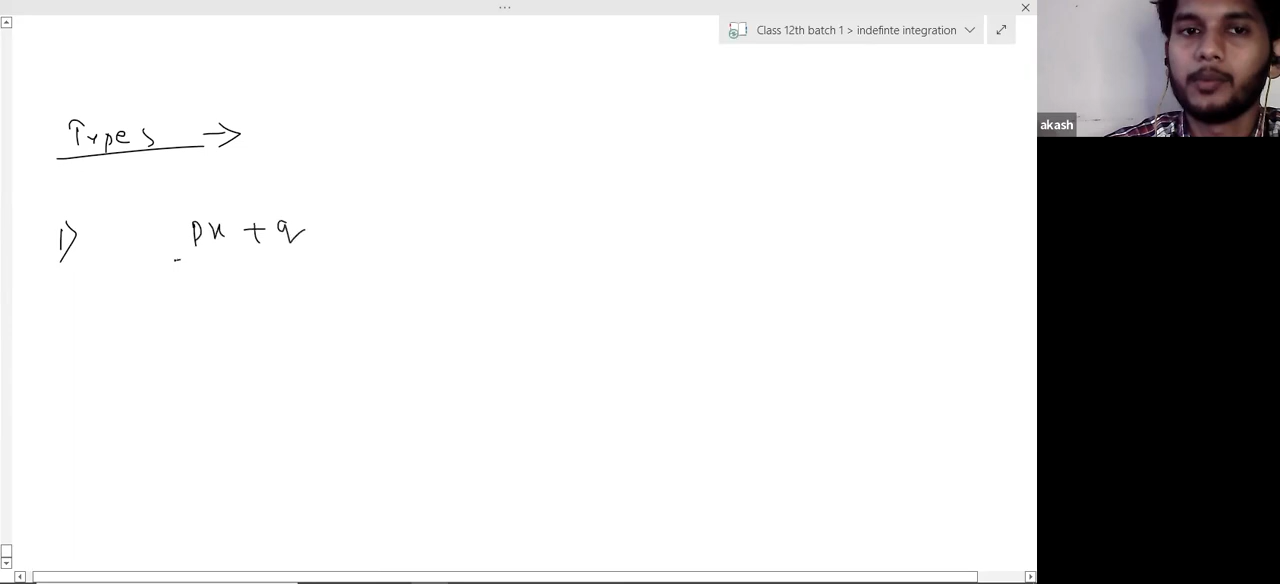 Class 12th batch 1 > indefinte integration
akash
Types →
1) px + q